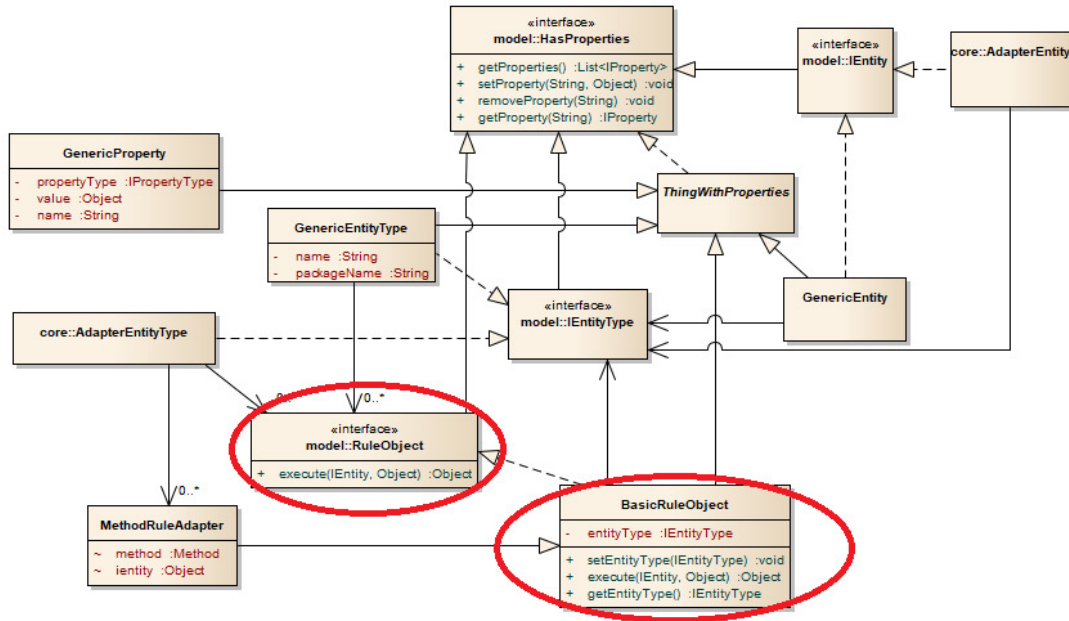 «interface»
model::HasProperties
+ getProperties() :List<IProperty>
+ setProperty(String, Object) :void
+ removeProperty(String) :void
+ getProperty(String) :IProperty
«interface»
model::IEntity
core::AdapterEntity
GenericProperty
- propertyType :IPropertyType
- value :Object
- name :String
ThingWithProperties
GenericEntityType
- name :String
- packageName :String
GenericEntity
«interface»
model::IEntityType
core::AdapterEntityType
0..*
/0..*
«interface»
model::RuleObject
+ execute(IEntity, Object) :Object
/0..*
MethodRuleAdapter
~ method :Method
~ ientity :Object
BasicRuleObject
- entityType :IEntityType
+ setEntityType(IEntityType) :void
+ execute(IEntity, Object) :Object
+ getEntityType() :IEntityType